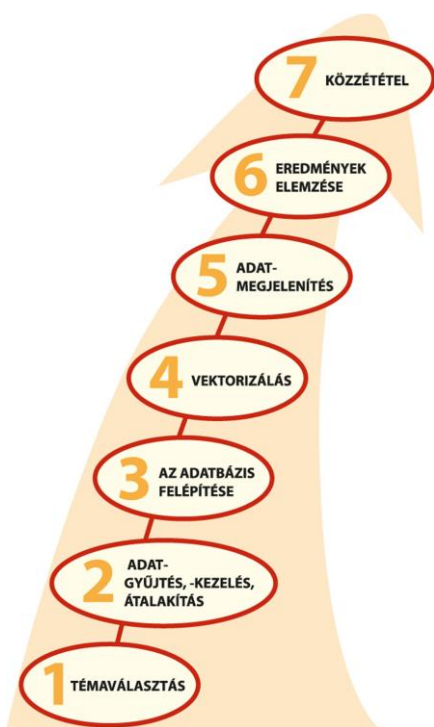 7 KÖZZÉTÉTEL
6 EREDMÉNYEK
ELEMZÉSE
5 ADAT-
MEGJELENÍTÉS
4 VEKTORIZÁLÁS
3 AZ ADATBÁZIS
FELÉPÍTÉSE
2 ADAT-
GYŰJTÉS, -KEZELÉS,
ÁTALAKÍTÁS
1 TÉMAVÁLASZTÁS